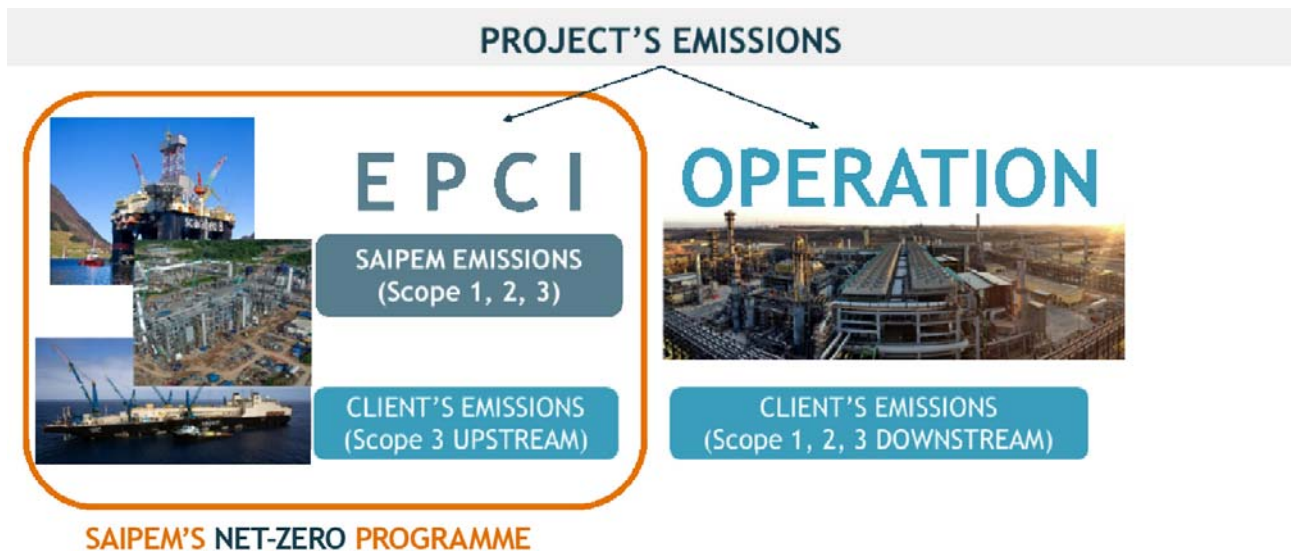 PROJECT'S EMISSIONS
E P C I
OPERATION
SAIPEM EMISSIONS
(Scope 1, 2, 3)
CLIENT'S EMISSIONS
(Scope 3 UPSTREAM)
CLIENT'S EMISSIONS
(Scope 1, 2, 3 DOWNSTREAM)
SAIPEM'S NET-ZERO PROGRAMME